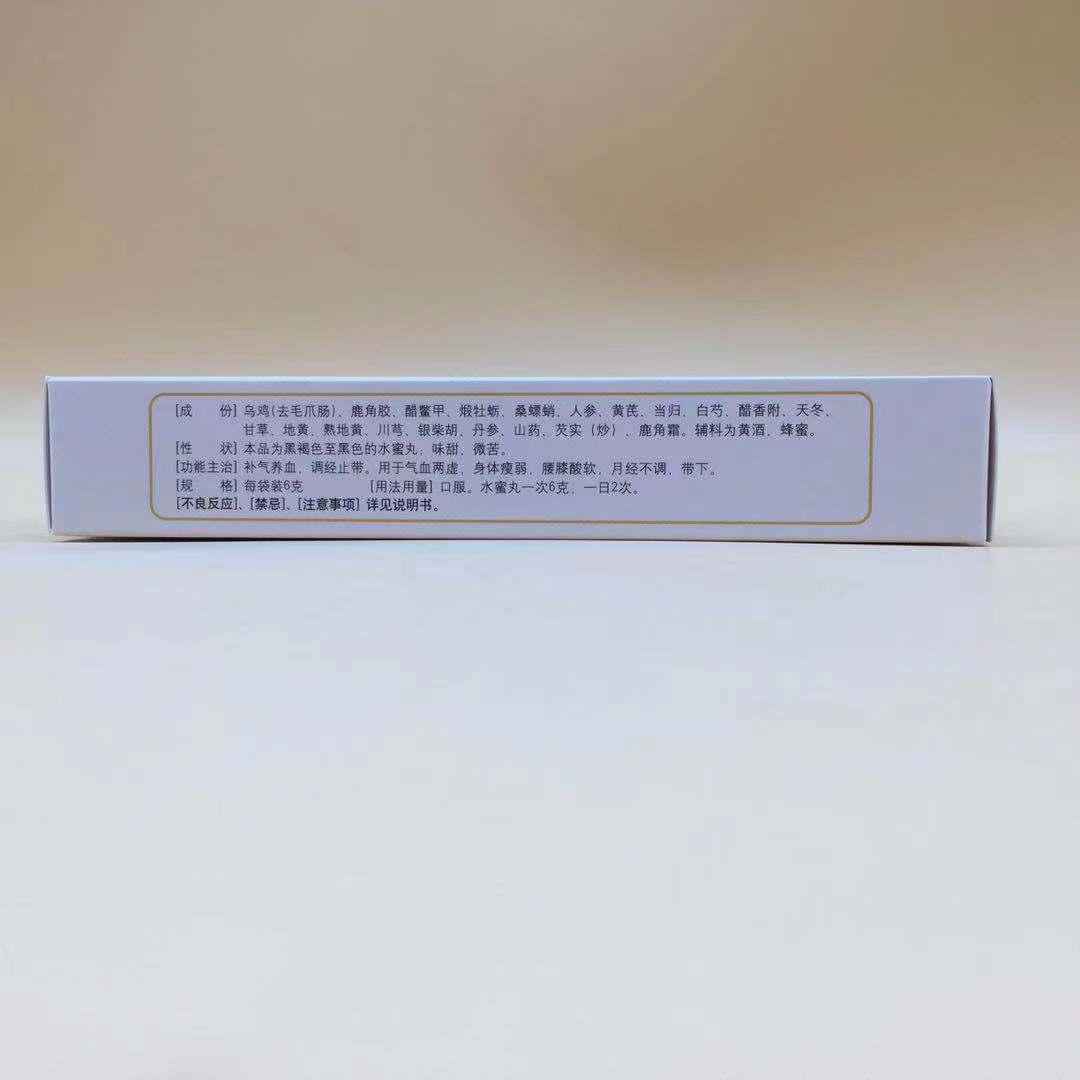 [成　份] 乌鸡(去毛爪肠)、鹿角胶、醋鳖甲、煅牡蛎、桑螵蛸、人参、黄芪、当归、白芍、醋香附、天冬、
甘草、地黄、熟地黄、川芎、银柴胡、丹参、山药、芡实（炒）、鹿角霜。辅料为黄酒、蜂蜜。
[性　状] 本品为黑褐色至黑色的水蜜丸，味甜、微苦。
[功能主治] 补气养血，调经止带。用于气血两虚，身体瘦弱，腰膝酸软，月经不调，带下。
[规　格] 每袋装6克　[用法用量] 口服。水蜜丸一次6克，一日2次。
[不良反应]、[禁忌]、[注意事项] 详见说明书。